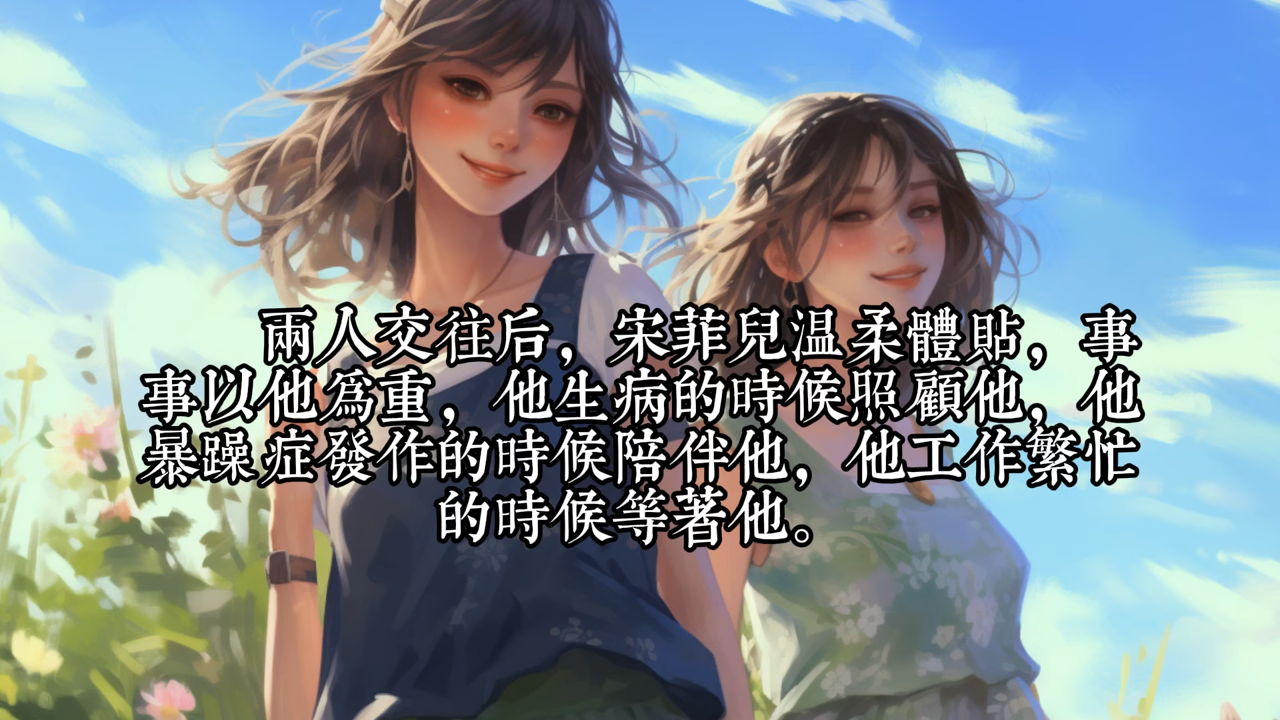 兩人交往后，宋菲兒温柔體貼，事
事以他爲重，他生病的時候照顧他，他
暴躁症發作的時候陪伴他，他工作繁忙
的時候等著他。